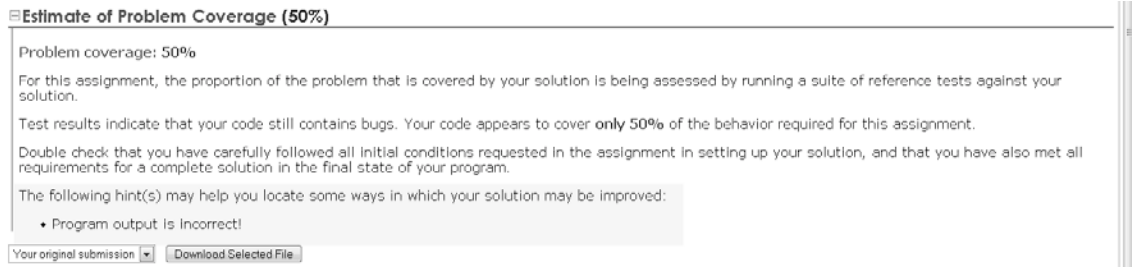 Estimate of Problem Coverage (50%)
Problem coverage: 50%
For this assignment, the proportion of the problem that is covered by your solution is being assessed by running a suite of reference tests against your
solution.
Test results indicate that your code still contains bugs. Your code appears to cover only 50% of the behavior required for this assignment.
Double check that you have carefully followed all initial conditions requested in the assignment in setting up your solution, and that you have also met all
requirements for a complete solution in the final state of your program.
The following hint(s) may help you locate some ways in which your solution may be improved:
• Program output is incorrect!
Your original submission Download Selected File